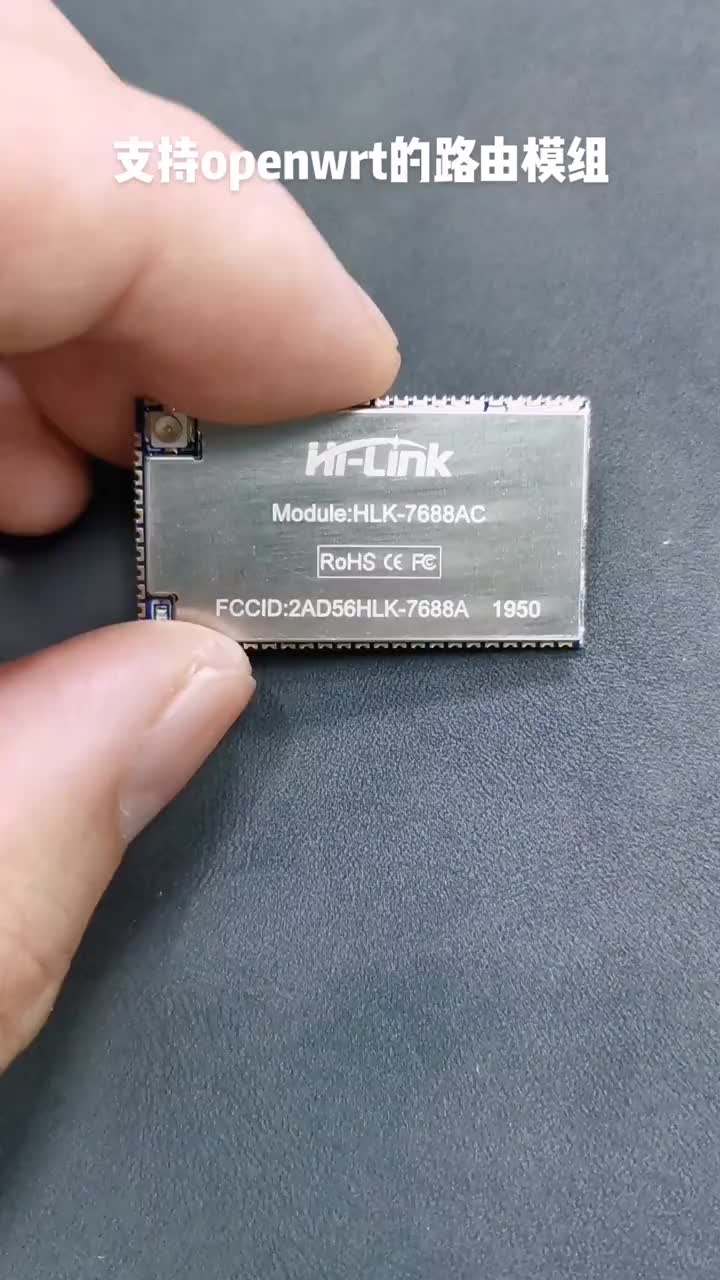 支持openwrt的路由模组
Hi-Link
Module:HLK-7688AC
RoHS CE FC
FCCID:2AD56HLK-7688A 1950